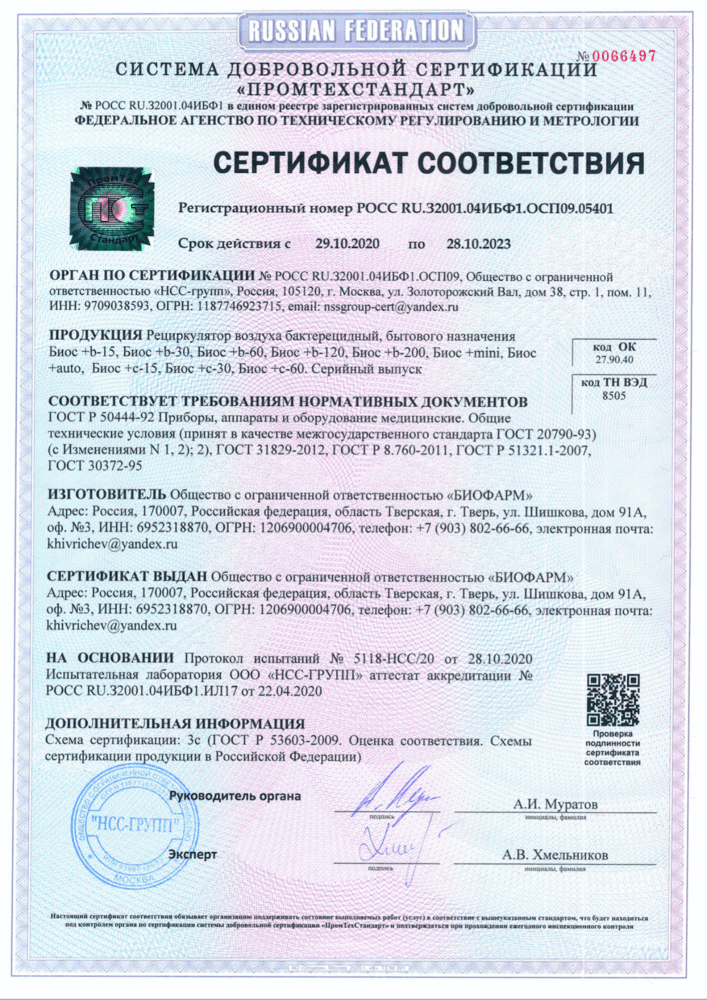 RUSSIAN FEDERATION
№0066497
СИСТЕМА ДОБРОВОЛЬНОЙ СЕРТИФИКАЦИИ
«ПРОМТЕХСТАНДАРТ»
№ РОСС RU.32001.04ИБФ1 в едином реестре зарегистрированных систем добровольной сертификации
ФЕДЕРАЛЬНОЕ АГЕНСТВО ПО ТЕХНИЧЕСКОМУ РЕГУЛИРОВАНИЮ И МЕТРОЛОГИИ
СЕРТИФИКАТ СООТВЕТСТВИЯ
ПромТех
Стандарт
Регистрационный номер РОСС RU.32001.04ИБФ1.ОСП09.05401
Срок действия с 29.10.2020 по 28.10.2023
ОРГАН ПО СЕРТИФИКАЦИИ № РОСС RU.32001.04ИБФ1.ОСП09, Общество с ограниченной
ответственностью «НСС-групп», Россия, 105120, г. Москва, ул. Золоторожский Вал, дом 38, стр. 1, пом. 11,
ИНН: 9709038593, ОГРН: 1187746923715, email: nssgroup-cert@yandex.ru
ПРОДУКЦИЯ Рециркулятор воздуха бактерецидный, бытового назначения
Биос +b-15, Биос +b-30, Биос +b-60, Биос +b-120, Биос +b-200, Биос +mini, Биос
+auto, Биос +c-15, Биос +c-30, Биос +c-60. Серийный выпуск
код ОК
27.90.40
код ТН ВЭД
8505
СООТВЕТСТВУЕТ ТРЕБОВАНИЯМ НОРМАТИВНЫХ ДОКУМЕНТОВ
ГОСТ Р 50444-92 Приборы, аппараты и оборудование медицинские. Общие
технические условия (принят в качестве межгосударственного стандарта ГОСТ 20790-93)
(с Изменениями N 1, 2); 2), ГОСТ 31829-2012, ГОСТ Р 8.760-2011, ГОСТ Р 51321.1-2007,
ГОСТ 30372-95
ИЗГОТОВИТЕЛЬ Общество с ограниченной ответственностью «БИОФАРМ»
Адрес: Россия, 170007, Российская федерация, область Тверская, г. Тверь, ул. Шишкова, дом 91А,
оф. №3, ИНН: 6952318870, ОГРН: 1206900004706, телефон: +7 (903) 802-66-66, электронная почта:
khivrichev@yandex.ru
СЕРТИФИКАТ ВЫДАН Общество с ограниченной ответственностью «БИОФАРМ»
Адрес: Россия, 170007, Российская федерация, область Тверская, г. Тверь, ул. Шишкова, дом 91А,
оф. №3, ИНН: 6952318870, ОГРН: 1206900004706, телефон: +7 (903) 802-66-66, электронная почта:
khivrichev@yandex.ru
НА ОСНОВАНИИ Протокол испытаний № 5118-НСС/20 от 28.10.2020
Испытательная лаборатория ООО «НСС-ГРУПП» аттестат аккредитации №
РОСС RU.32001.04ИБФ1.ИЛ17 от 22.04.2020
ДОПОЛНИТЕЛЬНАЯ ИНФОРМАЦИЯ
Схема сертификации: 3с (ГОСТ Р 53603-2009. Оценка соответствия. Схемы
сертификации продукции в Российской Федерации)
Проверка
подлинности
сертификата
соответствия
Руководитель органа
подпись
А.И. Муратов
инициалы, фамилия
"НСС-ГРУПП"
МОСКВА
Эксперт
подпись
А.В. Хмельников
инициалы, фамилия
Настоящий сертификат соответствия обязывает организацию поддерживать состояние выполняемых работ (услуг) в соответствие с вышеуказанным стандартом, что будет находиться
под контролем органа по сертификации системы добровольной сертификации «ПромТехСтандарт» и подтверждаться при прохождении ежегодного инспекционного контроля